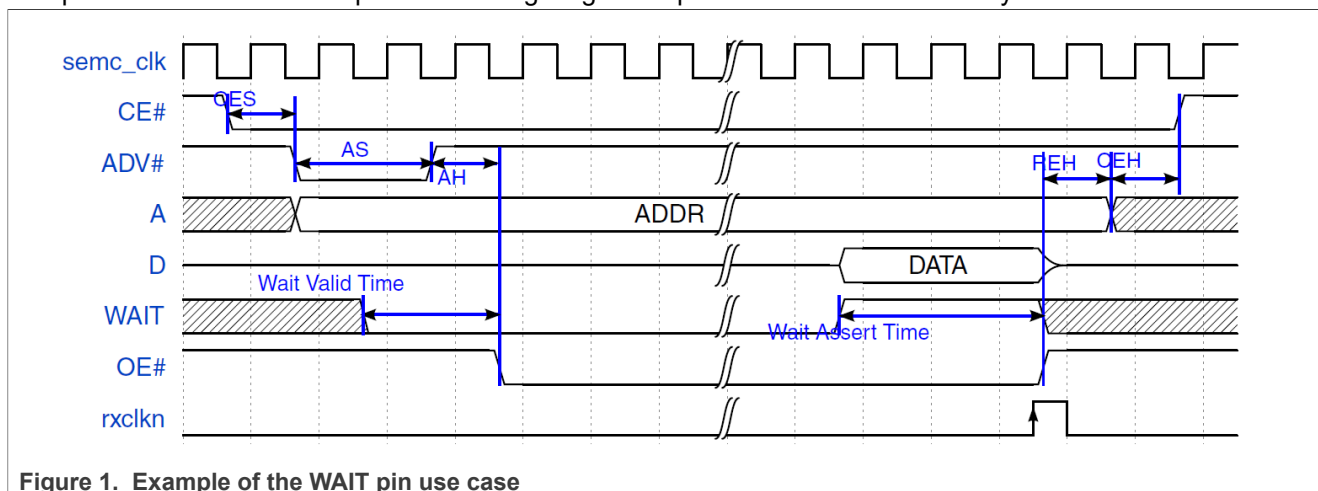 semc_clk
CE#
CES
ADV#
AS
AH
REH
CEH
A
ADDR
D
DATA
Wait Valid Time
WAIT
Wait Assert Time
OE#
rxclkn
Figure 1. Example of the WAIT pin use case